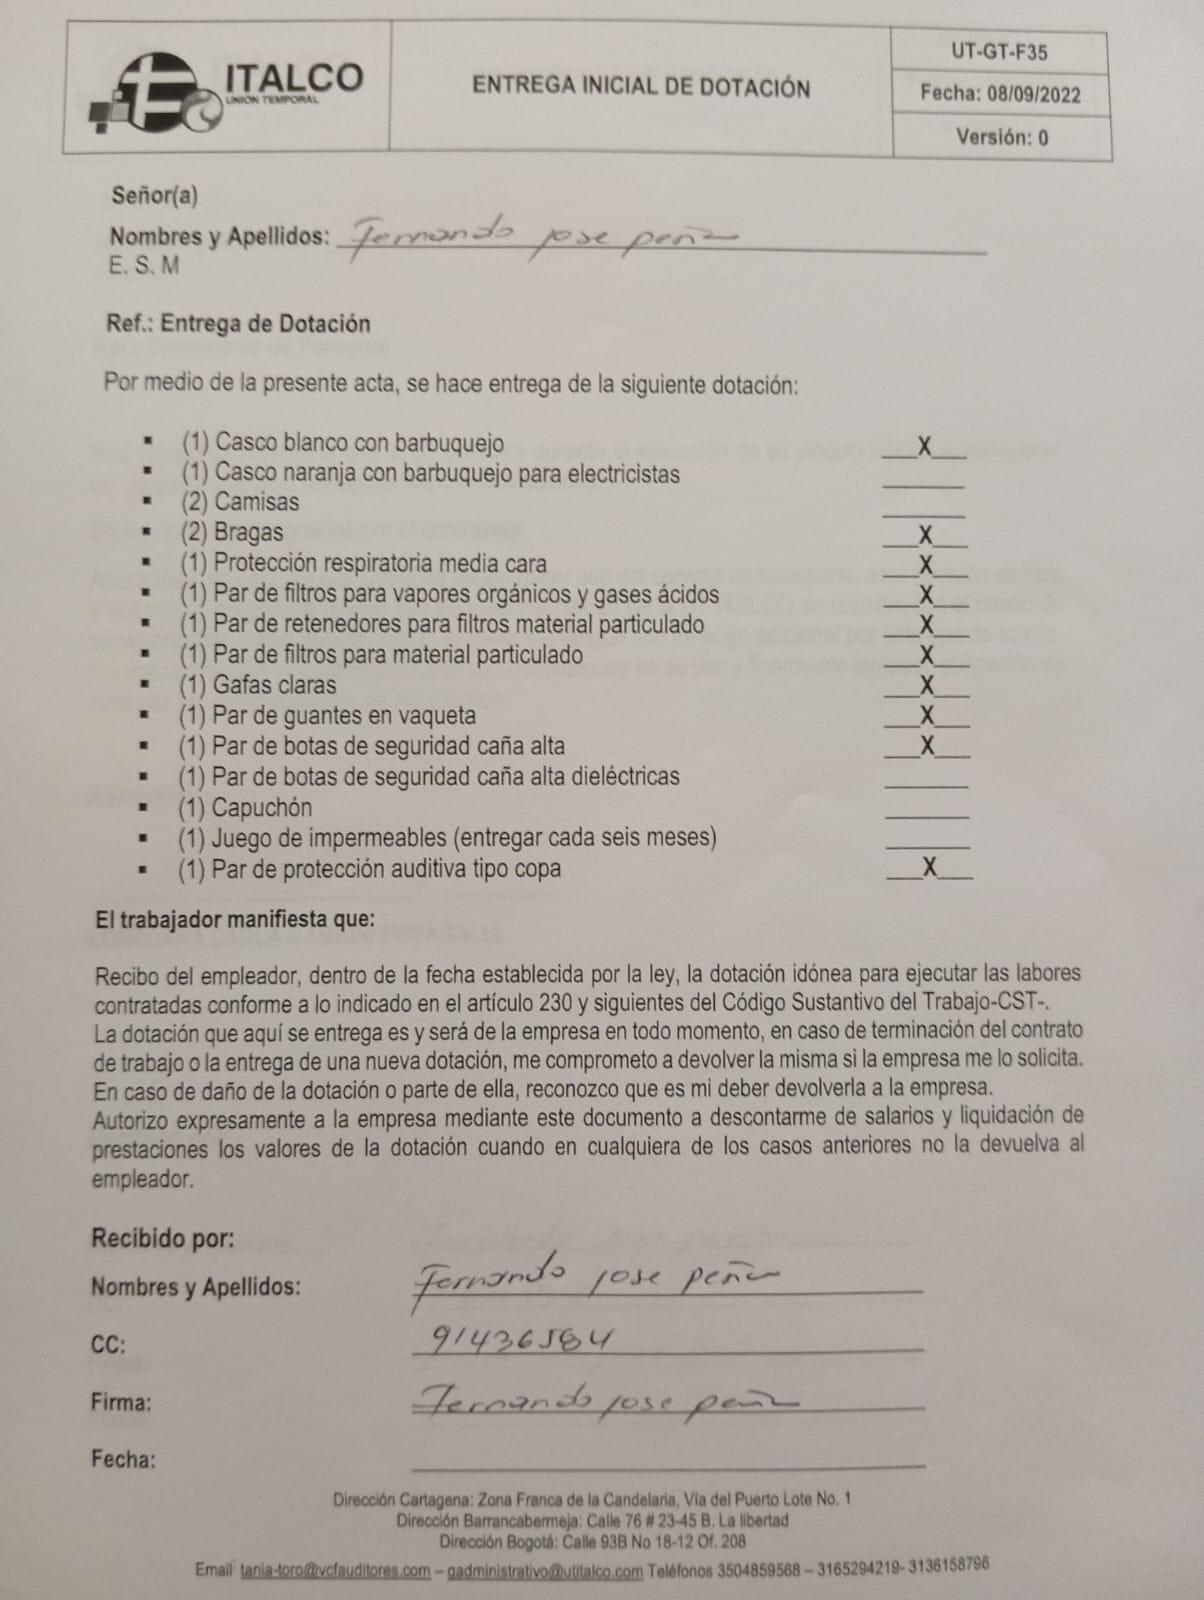 ITALCO
UNIÓN TEMPORAL
ENTREGA INICIAL DE DOTACIÓN
UT-GT-F35
Fecha: 08/09/2022
Versión: 0
Señor(a)
Nombres y Apellidos: Fernando jose peña
E. S. M
Ref.: Entrega de Dotación
Por medio de la presente acta, se hace entrega de la siguiente dotación:
▪ (1) Casco blanco con barbuquejo ___X___
▪ (1) Casco naranja con barbuquejo para electricistas _______
▪ (2) Camisas _______
▪ (2) Bragas ___X___
▪ (1) Protección respiratoria media cara ___X___
▪ (1) Par de filtros para vapores orgánicos y gases ácidos ___X___
▪ (1) Par de retenedores para filtros material particulado ___X___
▪ (1) Par de filtros para material particulado ___X___
▪ (1) Gafas claras ___X___
▪ (1) Par de guantes en vaqueta ___X___
▪ (1) Par de botas de seguridad caña alta ___X___
▪ (1) Par de botas de seguridad caña alta dieléctricas _______
▪ (1) Capuchón _______
▪ (1) Juego de impermeables (entregar cada seis meses) _______
▪ (1) Par de protección auditiva tipo copa ___X___
El trabajador manifiesta que:
Recibo del empleador, dentro de la fecha establecida por la ley, la dotación idónea para ejecutar las labores
contratadas conforme a lo indicado en el artículo 230 y siguientes del Código Sustantivo del Trabajo-CST-.
La dotación que aquí se entrega es y será de la empresa en todo momento, en caso de terminación del contrato
de trabajo o la entrega de una nueva dotación, me comprometo a devolver la misma si la empresa me lo solicita.
En caso de daño de la dotación o parte de ella, reconozco que es mi deber devolverla a la empresa.
Autorizo expresamente a la empresa mediante este documento a descontarme de salarios y liquidación de
prestaciones los valores de la dotación cuando en cualquiera de los casos anteriores no la devuelva al
empleador.
Recibido por:
Nombres y Apellidos: Fernando jose peña
CC: 91436584
Firma: Fernando jose peña
Fecha:
Dirección Cartagena: Zona Franca de la Candelaria, Vía del Puerto Lote No. 1
Dirección Barrancabermeja: Calle 76 # 23-45 B. La libertad
Dirección Bogotá: Calle 93B No 18-12 Of. 208
Email: tania-toro@vcfauditores.com – gadministrativo@utitalco.com Teléfonos 3504859568 – 3165294219- 3136158796